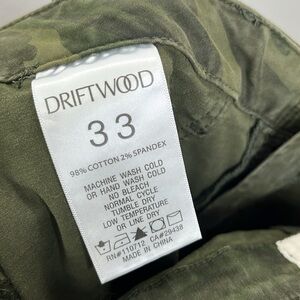 DRIFTWOOD
33
98% COTTON 2% SPANDEX
MACHINE WASH COLD
OR HAND WASH COLD
NO BLEACH
NORMAL CYCLE
TUMBLE DRY
LOW TEMPERATURE
OR LINE DRY
RN#110712 CA#29438
MADE IN CHINA